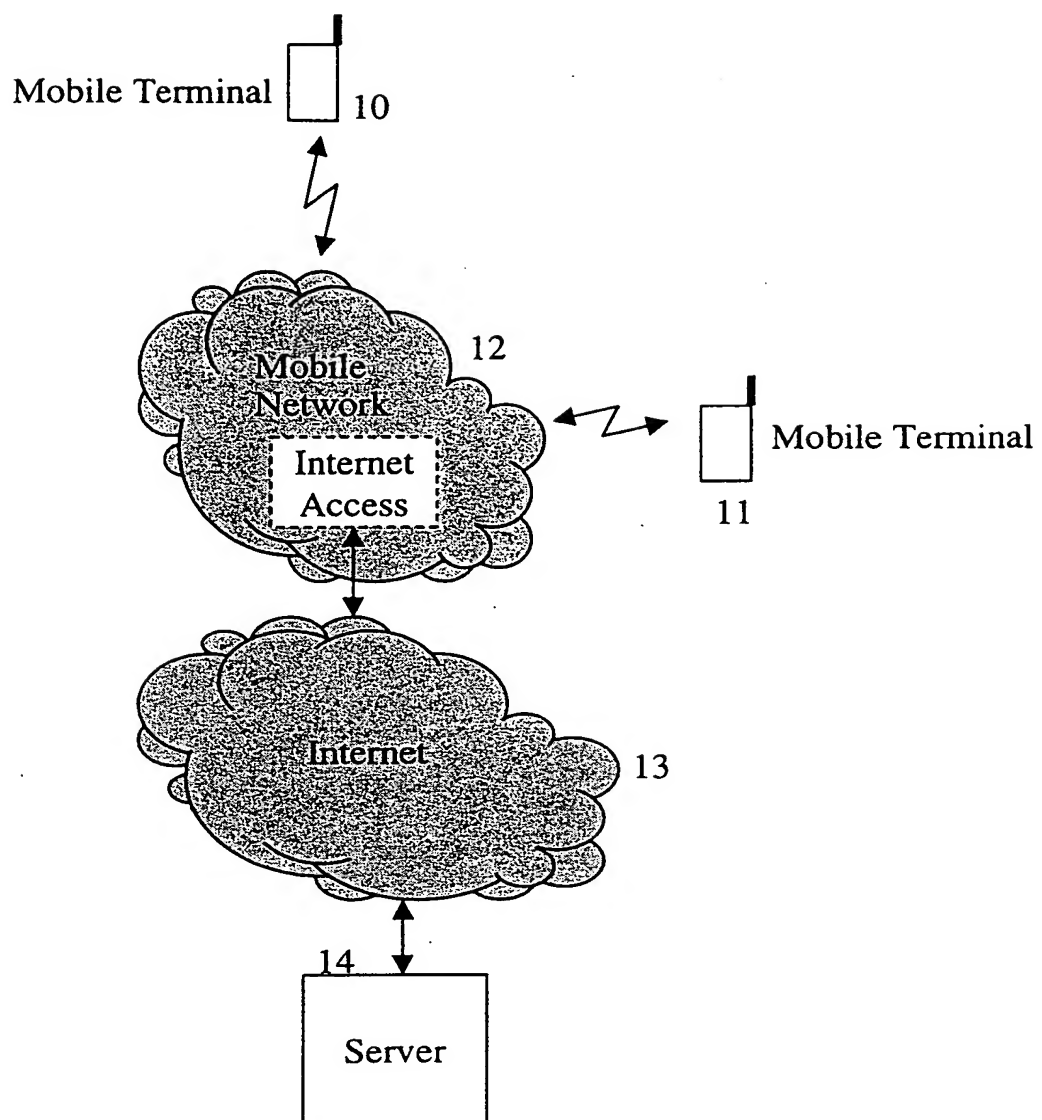 Mobile Terminal
10
12
Mobile
Network
Internet
Access
Mobile Terminal
11
Internet
13
14
Server